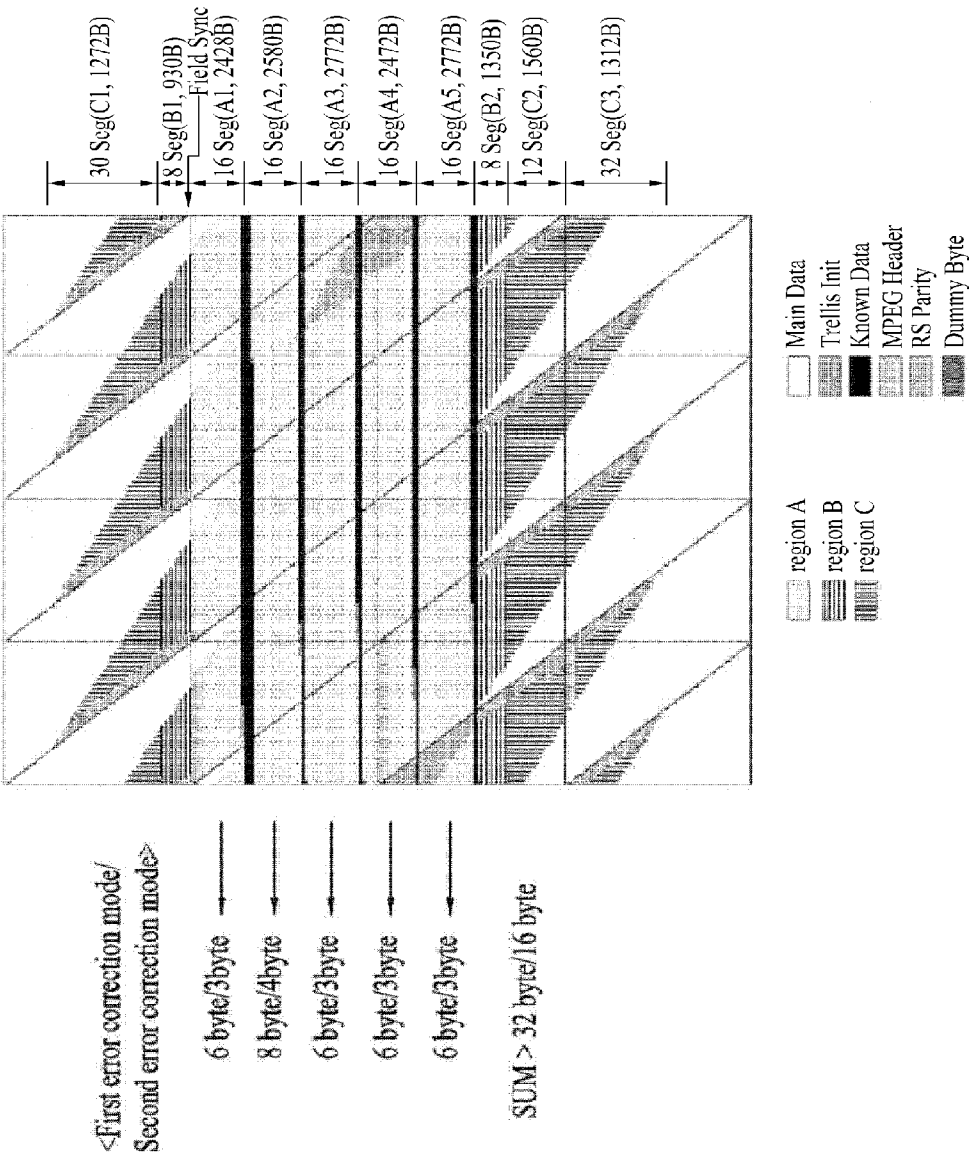 30 Seg(C1, 1272B)
8 Seg(B1, 930B)
Field Sync
16 Seg(A1, 2428B)
16 Seg(A2, 2580B)
16 Seg(A3, 2772B)
16 Seg(A4, 2472B)
16 Seg(A5, 2772B)
8 Seg(B2, 1350B)
12 Seg(C2, 1560B)
32 Seg(C3, 1312B)
<First error correction mode/
Second error correction mode>
6 byte/3byte
8 byte/4byte
6 byte/3byte
6 byte/3byte
6 byte/3byte
SUM > 32 byte/16 byte
region A
region B
region C
Main Data
Trellis Init
Known Data
MPEG Header
RS Parity
Dummy Byte